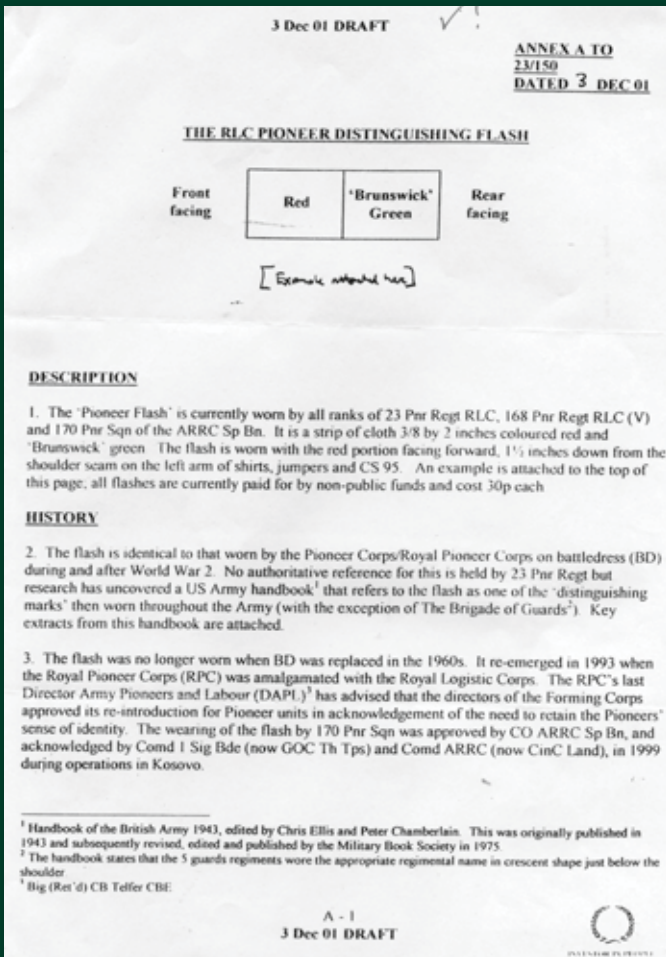 3 Dec 01 DRAFT
ANNEX A TO
23/150
DATED 3 DEC 01
THE RLC PIONEER DISTINGUISHING FLASH
Front
facing
Red
'Brunswick'
Green
Rear
facing
[Example attached here]
DESCRIPTION
1. The 'Pioneer Flash' is currently worn by all ranks of 23 Pnr Regt RLC, 168 Pnr Regt RLC (V)
and 170 Pnr Sqn of the ARRC Sp Bn. It is a strip of cloth 3/8 by 2 inches coloured red and
'Brunswick' green. The flash is worn with the red portion facing forward, 1½ inches down from the
shoulder seam on the left arm of shirts, jumpers and CS 95. An example is attached to the top of
this page, all flashes are currently paid for by non-public funds and cost 30p each
HISTORY
2. The flash is identical to that worn by the Pioneer Corps/Royal Pioneer Corps on battledress (BD)
during and after World War 2. No authoritative reference for this is held by 23 Pnr Regt but
research has uncovered a US Army handbook¹ that refers to the flash as one of the 'distinguishing
marks' then worn throughout the Army (with the exception of The Brigade of Guards²). Key
extracts from this handbook are attached.
3. The flash was no longer worn when BD was replaced in the 1960s. It re-emerged in 1993 when
the Royal Pioneer Corps (RPC) was amalgamated with the Royal Logistic Corps. The RPC's last
Director Army Pioneers and Labour (DAPL)³ has advised that the directors of the Forming Corps
approved its re-introduction for Pioneer units in acknowledgement of the need to retain the Pioneers'
sense of identity. The wearing of the flash by 170 Pnr Sqn was approved by CO ARRC Sp Bn, and
acknowledged by Comd 1 Sig Bde (now GOC Th Tps) and Comd ARRC (now CinC Land), in 1999
during operations in Kosovo.
¹ Handbook of the British Army 1943, edited by Chris Ellis and Peter Chamberlain. This was originally published in
1943 and subsequently revised, edited and published by the Military Book Society in 1975.
² The handbook states that the 5 guards regiments wore the appropriate regimental name in crescent shape just below the
shoulder
³ Big (Ret'd) CB Telfer CBE
A - 1
3 Dec 01 DRAFT
INVESTOR IN PEOPLE